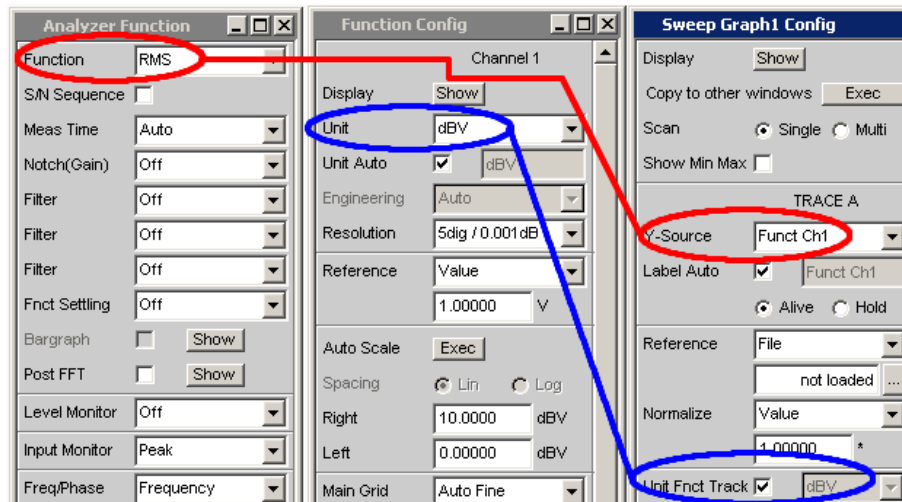 Analyzer Function
Function RMS
S/N Sequence
Meas Time Auto
Notch(Gain) Off
Filter Off
Filter Off
Filter Off
Fnct Settling Off
Bargraph Show
Post FFT Show
Level Monitor Off
Input Monitor Peak
Freq/Phase Frequency
Function Config
Channel 1
Display Show
Unit dBV
Unit Auto dBV
Engineering Auto
Resolution 5dig / 0.001dB
Reference Value
1.00000 V
Auto Scale Exec
Spacing Lin Log
Right 10.0000 dBV
Left 0.00000 dBV
Main Grid Auto Fine
Sweep Graph1 Config
Display Show
Copy to other windows Exec
Scan Single Multi
Show Min Max
TRACE A
Y-Source Funct Ch1
Label Auto Funct Ch1
Alive Hold
Reference File
not loaded ...
Normalize Value
1.00000 *
Unit Fnct Track dBV